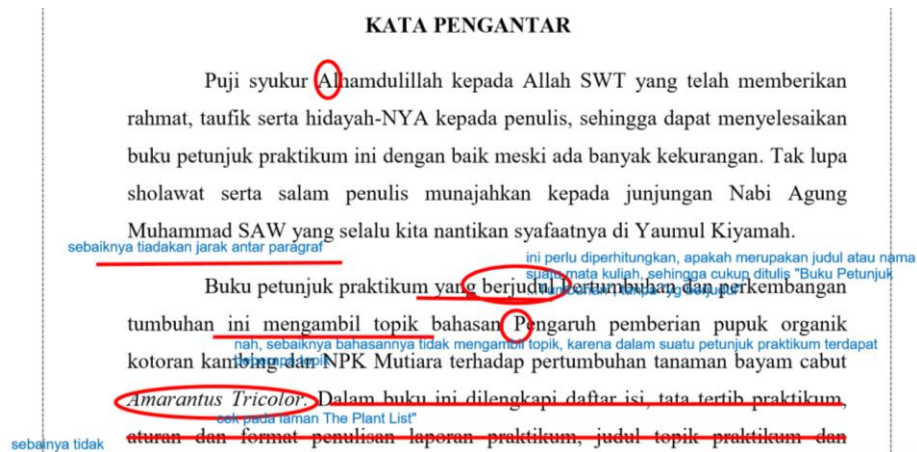 KATA PENGANTAR
Puji syukur Alhamdulillah kepada Allah SWT yang telah memberikan
rahmat, taufik serta hidayah-NYA kepada penulis, sehingga dapat menyelesaikan
buku petunjuk praktikum ini dengan baik meski ada banyak kekurangan. Tak lupa
sholawat serta salam penulis munajahkan kepada junjungan Nabi Agung
Muhammad SAW yang selalu kita nantikan syafaatnya di Yaumul Kiyamah.
sebaiknya tiadakan jarak antar paragraf
ini perlu diperhitungkan, apakah merupakan judul atau nama
suatu mata kuliah, sehingga cukup ditulis "Buku Petunjuk
Buku petunjuk praktikum yang berjudul Pertumbuhan dan perkembangan
tumbuhan ini mengambil topik bahasan Pengaruh pemberian pupuk organik
nah, sebaiknya bahasannya tidak mengambil topik, karena dalam suatu petunjuk praktikum terdapat
beberapa topik
kotoran kambing dan NPK Mutiara terhadap pertumbuhan tanaman bayam cabut
Amarantus Tricolor. Dalam buku ini dilengkapi daftar isi, tata tertib praktikum,
cek pada laman The Plant List"
sebainya tidak
aturan dan format penulisan laporan praktikum, judul topik praktikum dan